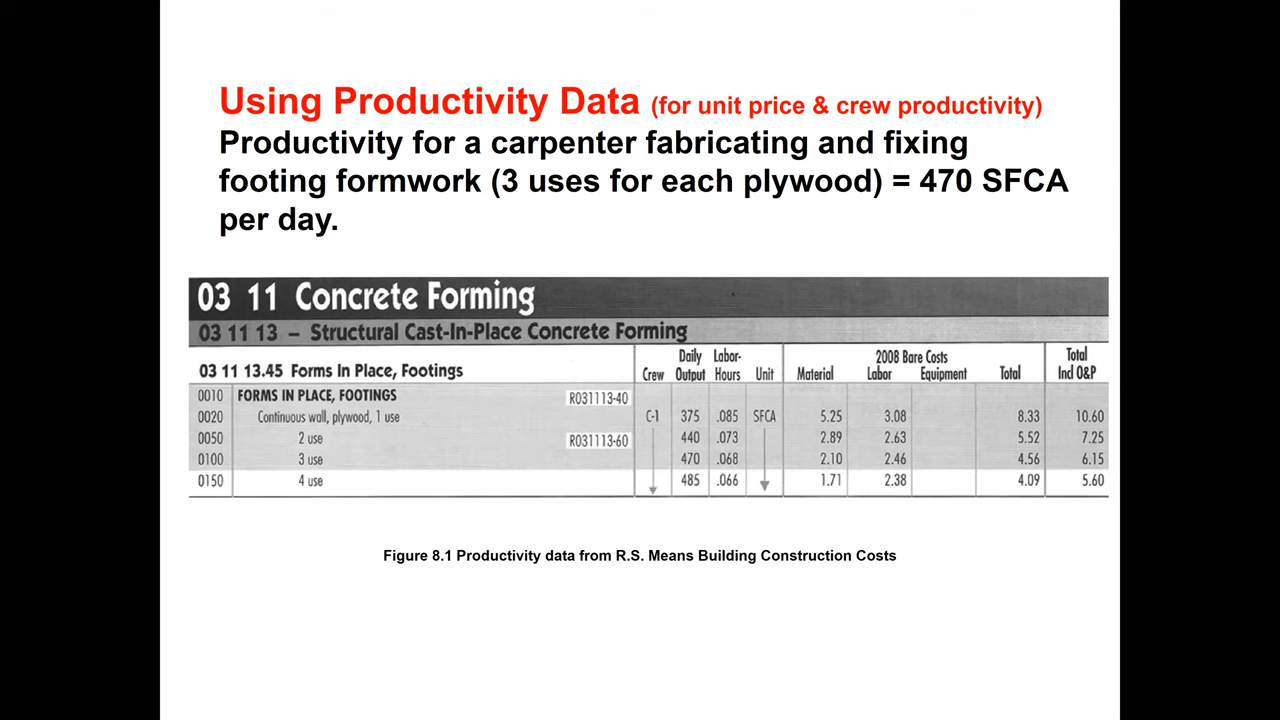 Using Productivity Data (for unit price & crew productivity)
Productivity for a carpenter fabricating and fixing
footing formwork (3 uses for each plywood) = 470 SFCA
per day.
03 11 Concrete Forming
03 11 13 – Structural Cast-In-Place Concrete Forming
03 11 13.45 Forms In Place, Footings Crew Daily Output Labor-Hours Unit Material 2008 Bare Costs Labor Equipment Total Total Incl O&P
0010 FORMS IN PLACE, FOOTINGS R031113-40
0020 Continuous wall, plywood, 1 use C-1 375 .085 SFCA 5.25 3.08 8.33 10.60
0050 2 use R031113-60 440 .073 2.89 2.63 5.52 7.25
0100 3 use 470 .068 2.10 2.46 4.56 6.15
0150 4 use 485 .066 1.71 2.38 4.09 5.60
Figure 8.1 Productivity data from R.S. Means Building Construction Costs